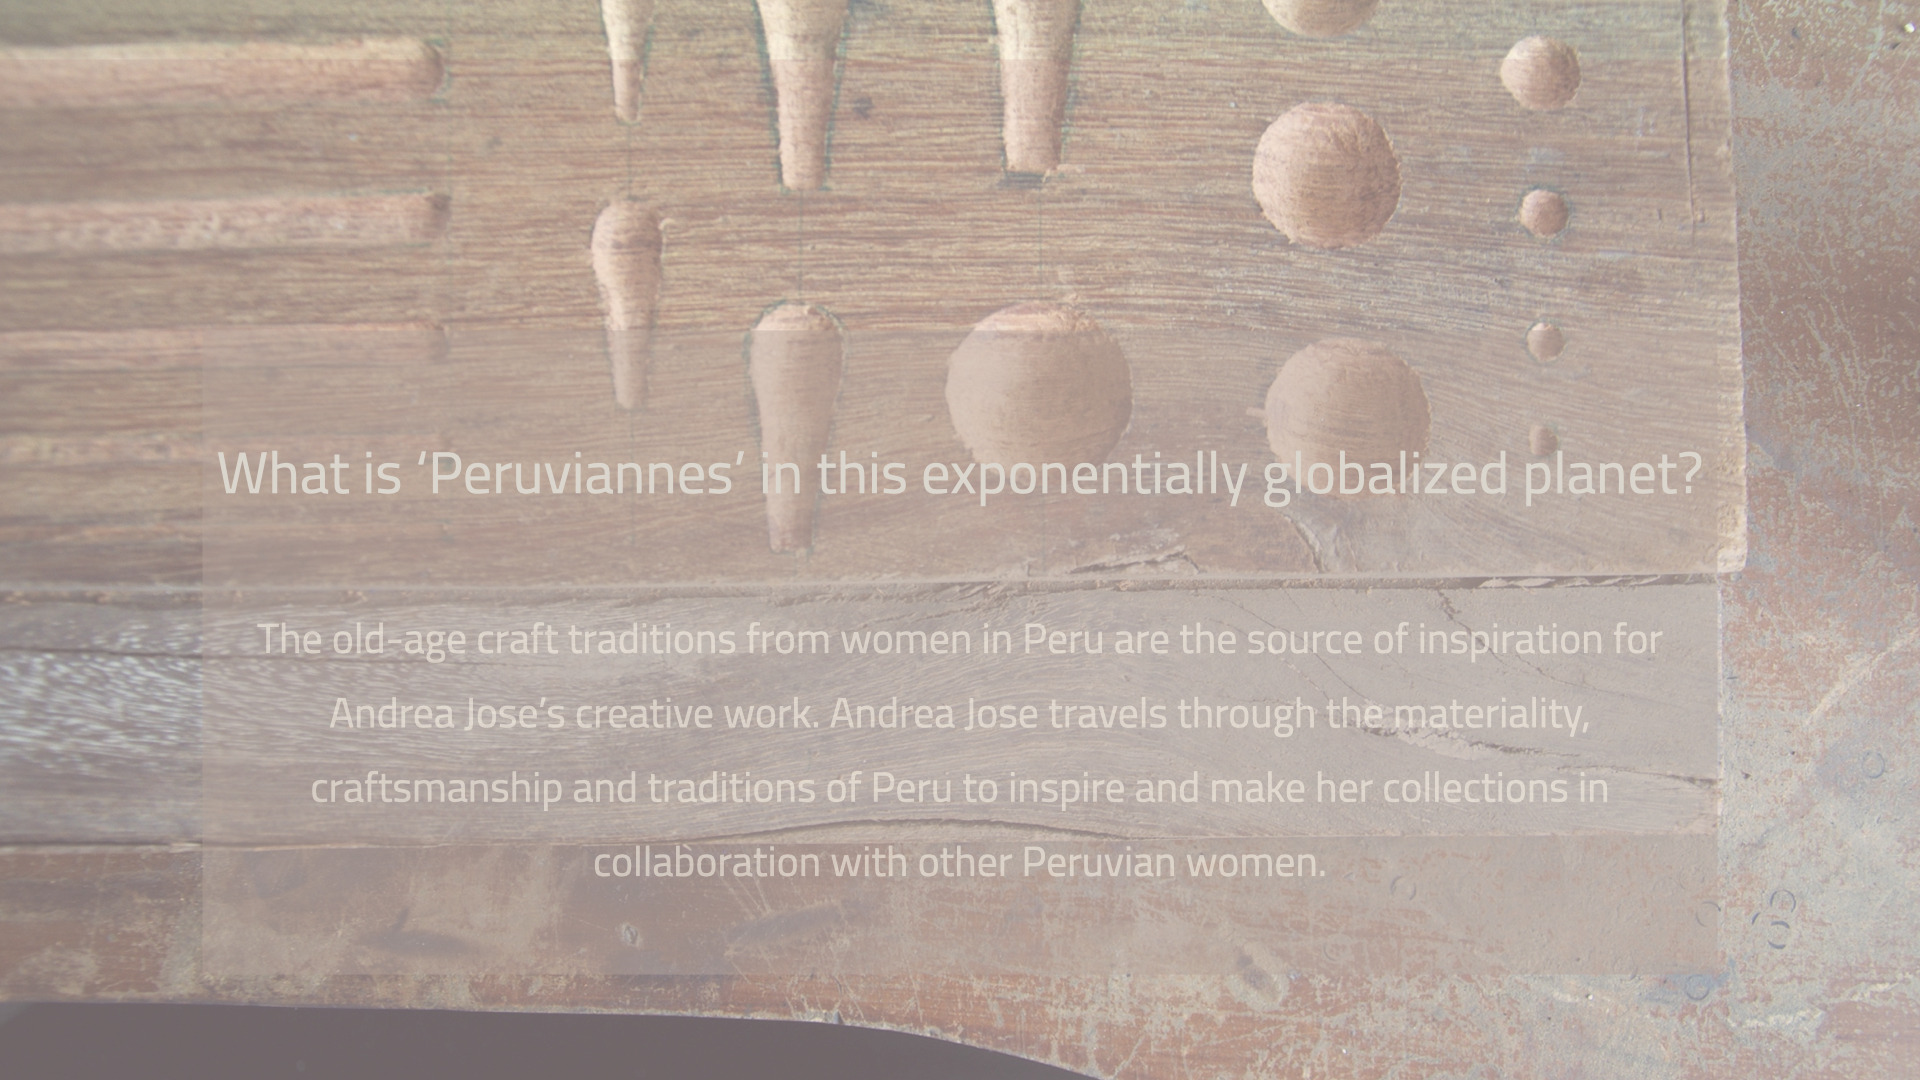 What is ‘Peruviannes’ in this exponentially globalized planet?
The old-age craft traditions from women in Peru are the source of inspiration for
Andrea Jose’s creative work. Andrea Jose travels through the materiality,
craftsmanship and traditions of Peru to inspire and make her collections in
collaboration with other Peruvian women.